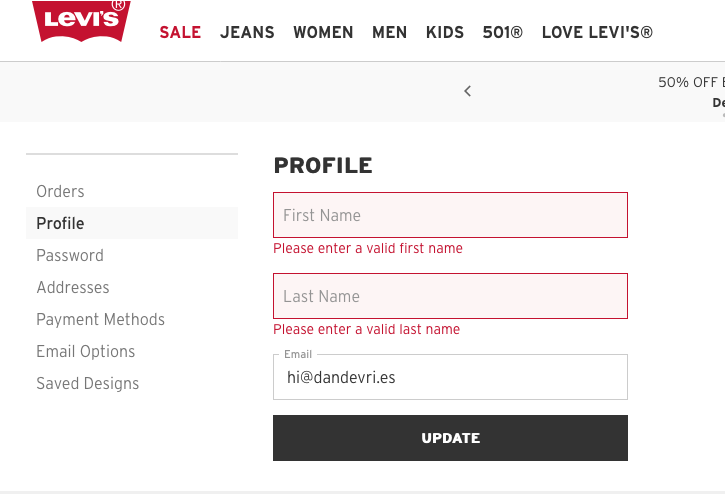 Levi's®
SALE JEANS WOMEN MEN KIDS 501® LOVE LEVI'S®
50% OFF
PROFILE
First Name
Please enter a valid first name
Last Name
Please enter a valid last name
Email
hi@dandevri.es
UPDATE
Orders
Profile
Password
Addresses
Payment Methods
Email Options
Saved Designs